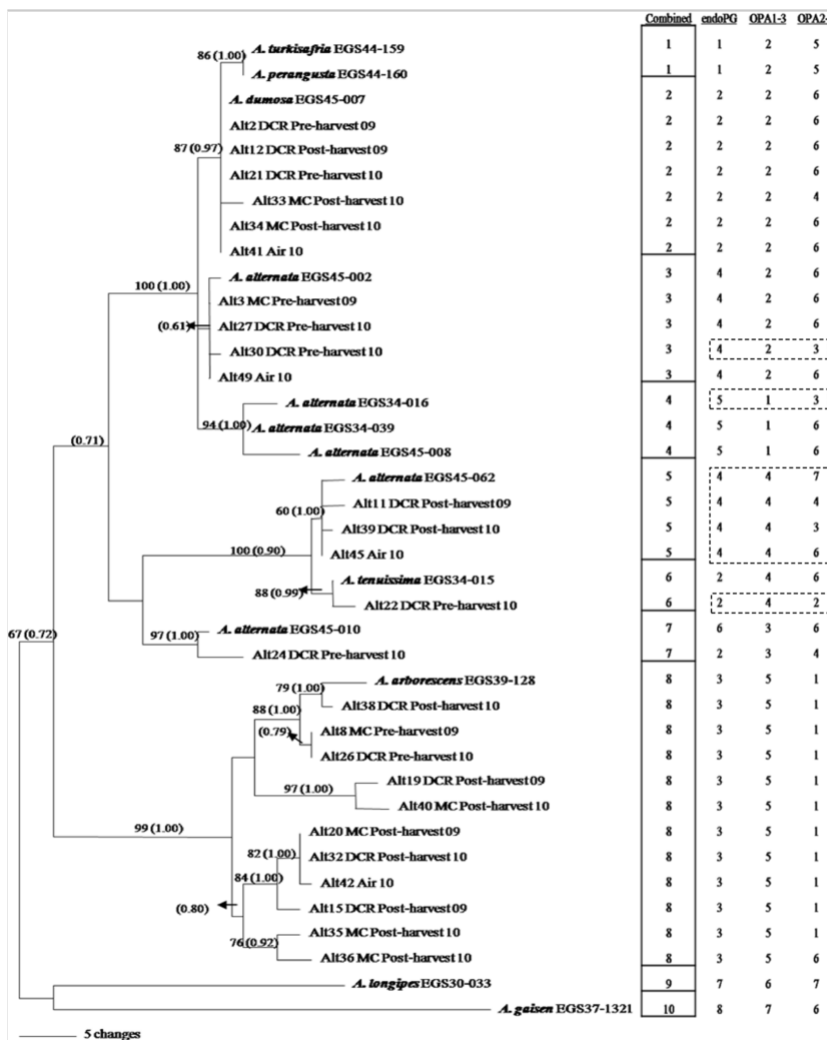 Combined endoPG OPA1-3 OPA2-
86 (1.00) A. turkisafria EGS44-159 1 1 2 5
A. perangusta EGS44-160 1 1 2 5
A. dumosa EGS45-007 2 2 2 6
Alt2 DCR Pre-harvest 09 2 2 2 6
87 (0.97) Alt12 DCR Post-harvest 09 2 2 2 6
Alt21 DCR Pre-harvest 10 2 2 2 6
Alt33 MC Post-harvest 10 2 2 2 4
Alt34 MC Post-harvest 10 2 2 2 6
Alt41 Air 10 2 2 2 6
A. alternata EGS45-002 3 4 2 6
100 (1.00)
Alt3 MC Pre-harvest 09 3 4 2 6
(0.61) Alt27 DCR Pre-harvest 10 3 4 2 6
Alt30 DCR Pre-harvest 10 3 4 2 3
Alt49 Air 10 3 4 2 6
A. alternata EGS34-016 4 5 1 3
94 (1.00) A. alternata EGS34-039 4 5 1 6
(0.71)
A. alternata EGS45-008 4 5 1 6
A. alternata EGS45-062 5 4 4 7
Alt11 DCR Post-harvest 09 5 4 4 4
60 (1.00)
Alt39 DCR Post-harvest 10 5 4 4 3
100 (0.90) Alt45 Air 10 5 4 4 6
A. tenuissima EGS34-015 6 2 4 6
88 (0.99)
Alt22 DCR Pre-harvest 10 6 2 4 2
A. alternata EGS45-010 7 6 3 6
67 (0.72) 97 (1.00)
Alt24 DCR Pre-harvest 10 7 2 3 4
A. arborescens EGS39-128 8 3 5 1
79 (1.00)
Alt38 DCR Post-harvest 10 8 3 5 1
88 (1.00)
(0.79) Alt8 MC Pre-harvest 09 8 3 5 1
Alt26 DCR Pre-harvest 10 8 3 5 1
Alt19 DCR Post-harvest 09 8 3 5 1
97 (1.00)
Alt40 MC Post-harvest 10 8 3 5 1
99 (1.00) Alt20 MC Post-harvest 09 8 3 5 1
82 (1.00) Alt32 DCR Post-harvest 10 8 3 5 1
84 (1.00) Alt42 Air 10 8 3 5 1
(0.80) Alt15 DCR Post-harvest 09 8 3 5 1
Alt35 MC Post-harvest 10 8 3 5 1
76 (0.92)
Alt36 MC Post-harvest 10 8 3 5 6
A. longipes EGS30-033 9 7 6 7
A. gaisen EGS37-1321 10 8 7 6
5 changes